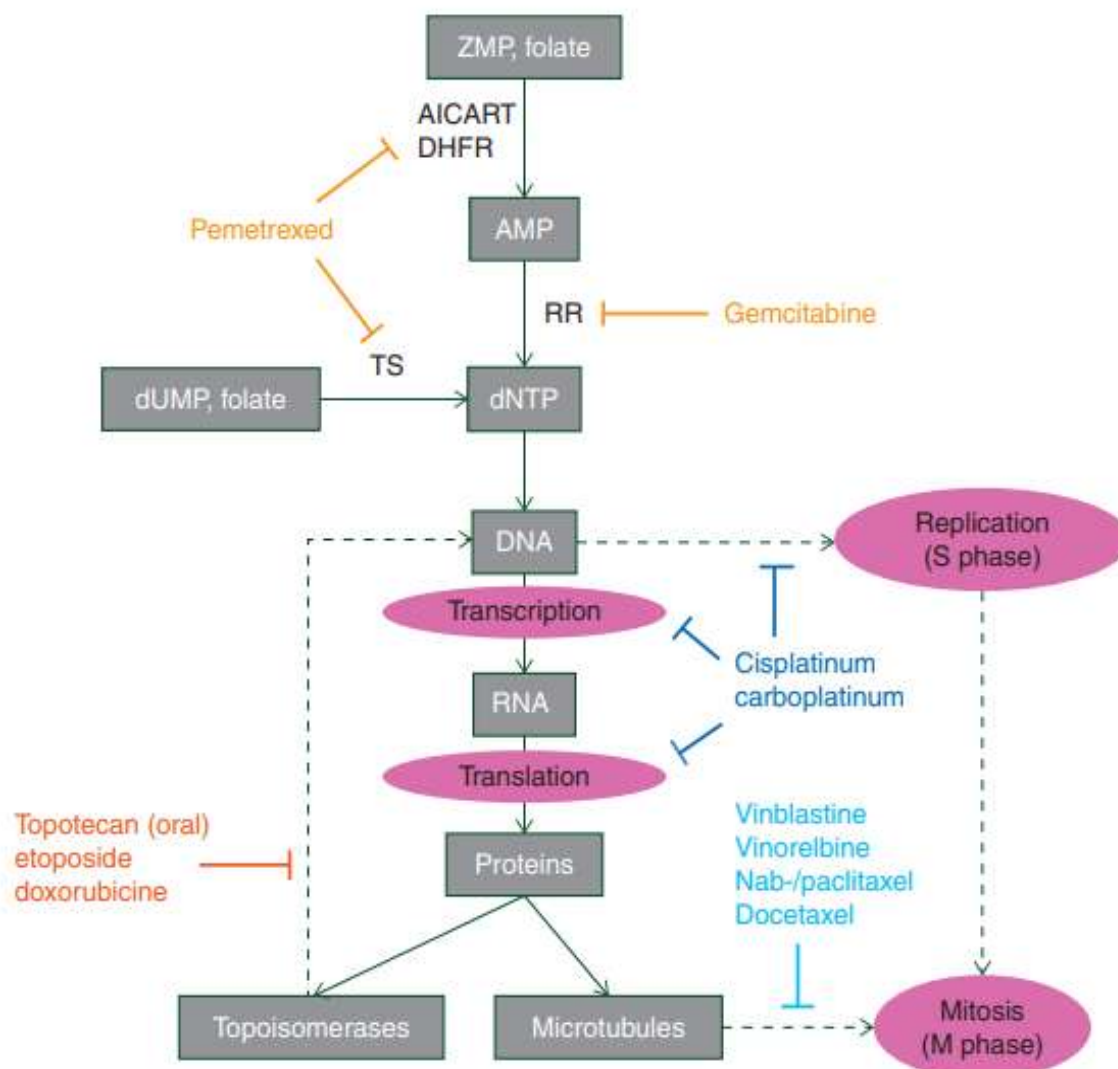 ZMP, folate
AICART
DHFR
Pemetrexed
AMP
RR
Gemcitabine
TS
dUMP, folate
dNTP
DNA
Replication
(S phase)
Transcription
Cisplatinum
carboplatinum
RNA
Translation
Topotecan (oral)
etoposide
doxorubicine
Proteins
Vinblastine
Vinorelbine
Nab-/paclitaxel
Docetaxel
Topoisomerases
Microtubules
Mitosis
(M phase)